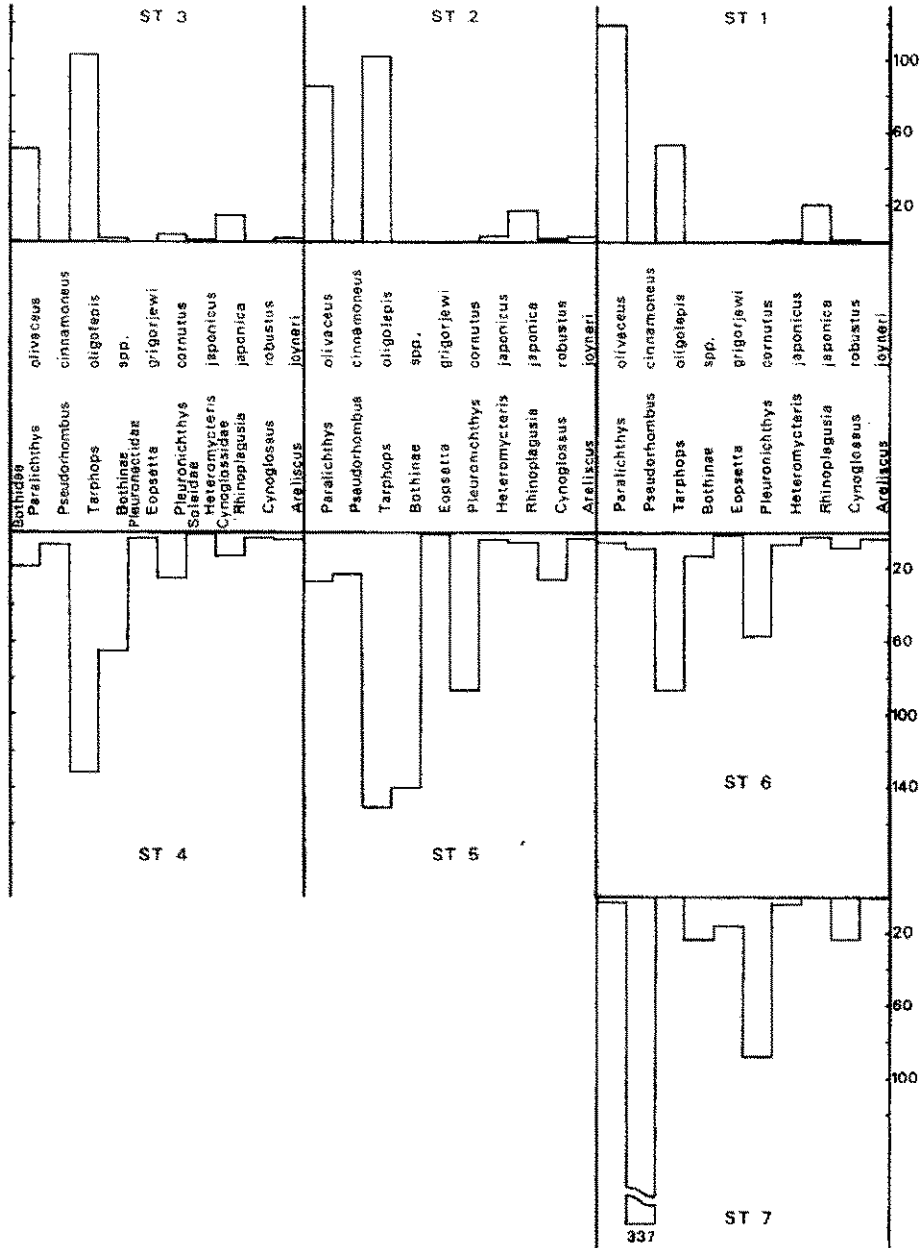 ST 3
ST 2
ST 1
100
60
20
olivaceus
cinnamoneus
oligolepis
spp.
grigorjewi
cornutus
japonicus
japonica
robustus
joyneri
olivaceus
cinnamoneus
oligolepis
spp.
grigorjewi
cornutus
japonicus
japonica
robustus
joyneri
olivaceus
cinnamoneus
oligolepis
spp.
grigorjewi
cornutus
japonicus
japonica
robustus
joyneri
Bothidae
Paralichthys
Pseudorhombus
Tarphops
Bothinae
Pleuronectidae
Eopsetta
Pleuronichthys
Soleidae
Heteromycteris
Cynoglossidae
Rhinoplagusia
Cynoglossus
Areliscus
Paralichthys
Pseudorhombus
Tarphops
Bothinae
Eopsetta
Pleuronichthys
Heteromycteris
Rhinoplagusia
Cynoglossus
Areliscus
Paralichthys
Pseudorhombus
Tarphops
Bothinae
Eopsetta
Pleuronichthys
Heteromycteris
Rhinoplagusia
Cynoglossus
Areliscus
20
60
100
140
ST 4
ST 5
ST 6
20
60
100
337
ST 7